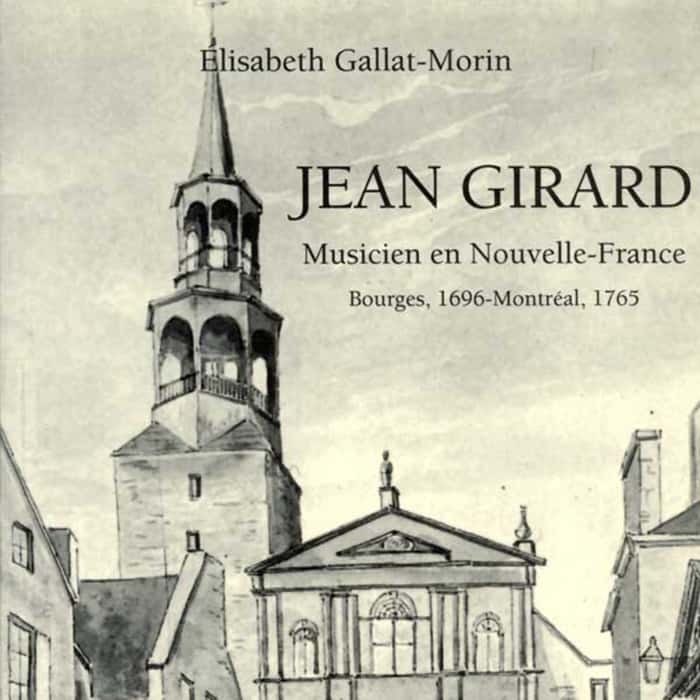 Élisabeth Gallat-Morin
JEAN GIRARD
Musicien en Nouvelle-France
Bourges, 1696-Montréal, 1765